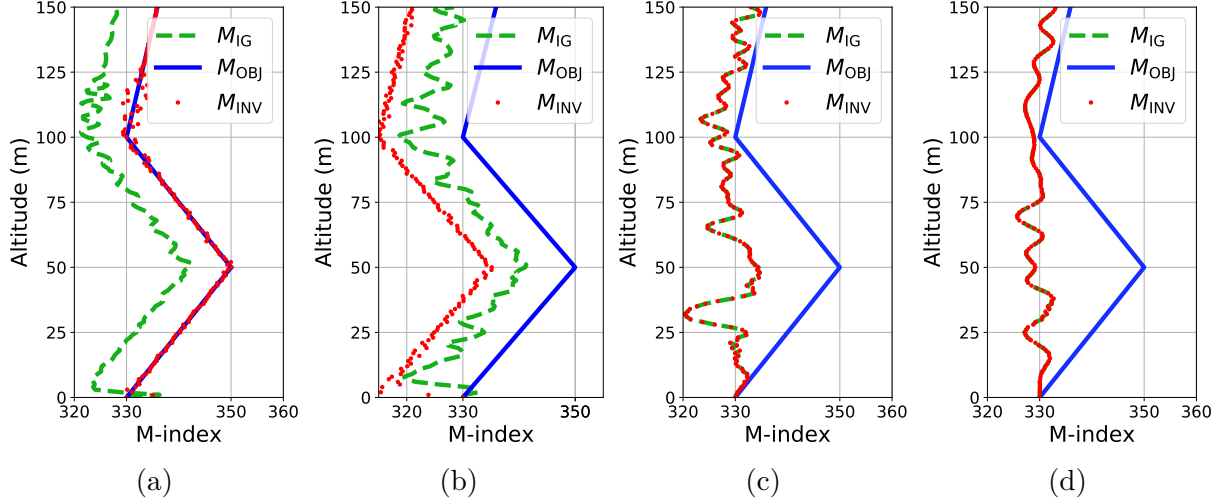 150
125
100
75
50
25
0
Altitude (m)
320
330
350
360
M-index
M_IG
M_OBJ
M_INV
(a)
150
125
100
75
50
25
0
Altitude (m)
320
330
350
M-index
M_IG
M_OBJ
M_INV
(b)
150
125
100
75
50
25
0
Altitude (m)
320
330
350
360
M-index
M_IG
M_OBJ
M_INV
(c)
150
125
100
75
50
25
0
Altitude (m)
320
330
350
360
M-index
M_IG
M_OBJ
M_INV
(d)